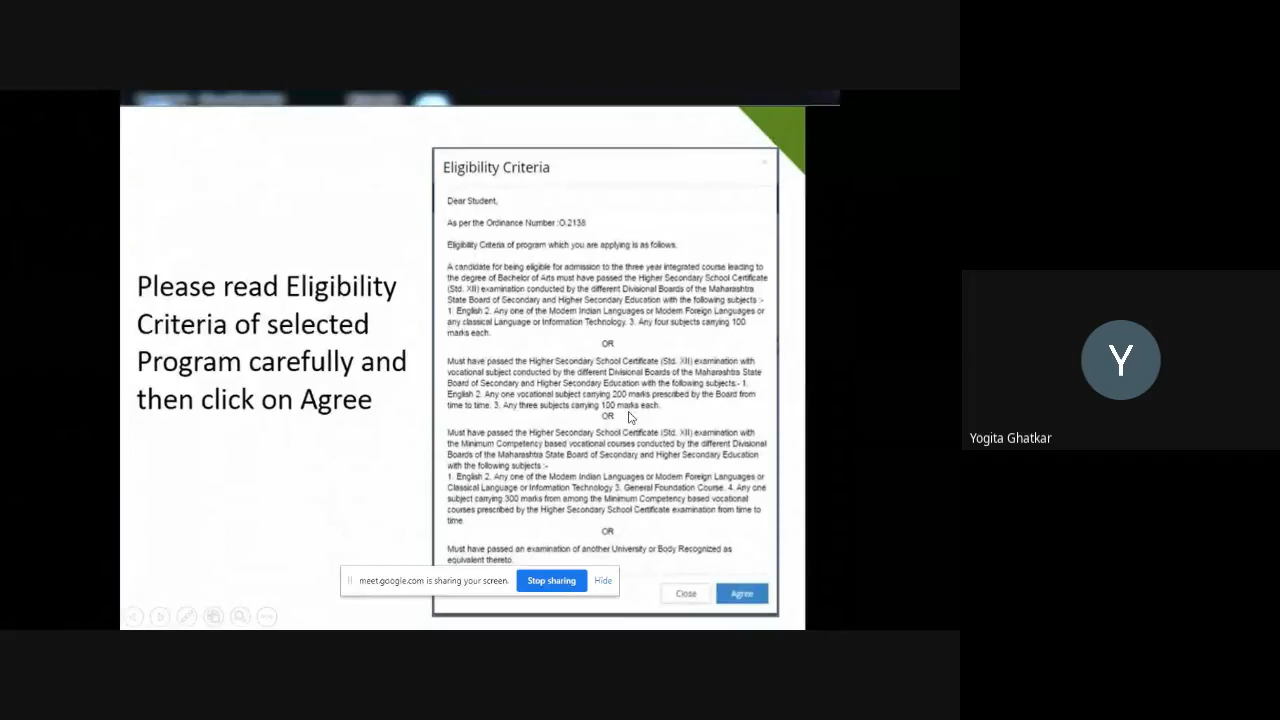 Please read Eligibility
Criteria of selected
Program carefully and
then click on Agree
Eligibility Criteria
Dear Student,
As per the Ordinance Number :O.2138
Eligibility Criteria of program which you are applying is as follows.
A candidate for being eligible for admission to the three year integrated course leading to
the degree of Bachelor of Arts must have passed the Higher Secondary School Certificate
(Std. XII) examination conducted by the different Divisional Boards of the Maharashtra
State Board of Secondary and Higher Secondary Education with the following subjects :-
1. English 2. Any one of the Modern Indian Languages or Modern Foreign Languages or
any classical Language or Information Technology. 3. Any four subjects carrying 100
marks each.
OR
Must have passed the Higher Secondary School Certificate (Std. XII) examination with
vocational subject conducted by the different Divisional Boards of the Maharashtra State
Board of Secondary and Higher Secondary Education with the following subjects:- 1.
English 2. Any one vocational subject carrying 200 marks prescribed by the Board from
time to time. 3. Any three subjects carrying 100 marks each.
OR
Must have passed the Higher Secondary School Certificate (Std. XII) examination with
the Minimum Competency based vocational courses conducted by the different Divisional
Boards of the Maharashtra State Board of Secondary and Higher Secondary Education
with the following subjects :-
1. English 2. Any one of the Modern Indian Languages or Modern Foreign Languages or
Classical Language or Information Technology 3. General Foundation Course. 4. Any one
subject carrying 300 marks from among the Minimum Competency based vocational
courses prescribed by the Higher Secondary School Certificate examination from time to
time.
OR
Must have passed an examination of another University or Body Recognized as
equivalent thereto.
Close Agree
meet.google.com is sharing your screen. Stop sharing Hide
Y
Yogita Ghatkar